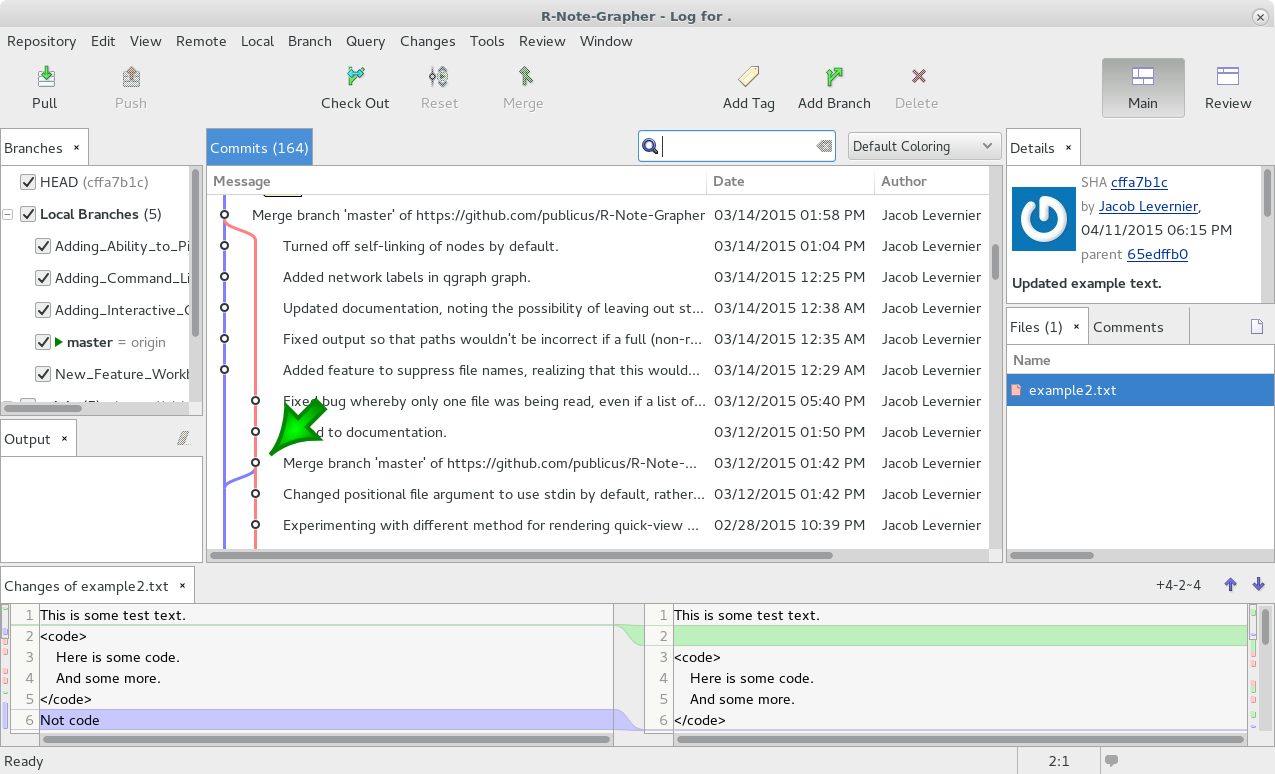 R-Note-Grapher - Log for .
Repository Edit View Remote Local Branch Query Changes Tools Review Window
Pull Push Check Out Reset Merge Add Tag Add Branch Delete Main Review
Branches
HEAD (cffa7b1c)
Local Branches (5)
Adding_Ability_to_Pi
Adding_Command_Li
Adding_Interactive_
master = origin
New_Feature_Work
Output
Commits (164)
Default Coloring
Message Date Author
Merge branch 'master' of https://github.com/publicus/R-Note-Grapher 03/14/2015 01:58 PM Jacob Levernier
Turned off self-linking of nodes by default. 03/14/2015 01:04 PM Jacob Levernier
Added network labels in qgraph graph. 03/14/2015 12:25 PM Jacob Levernier
Updated documentation, noting the possibility of leaving out st... 03/14/2015 12:38 AM Jacob Levernier
Fixed output so that paths wouldn't be incorrect if a full (non-r... 03/14/2015 12:35 AM Jacob Levernier
Added feature to suppress file names, realizing that this would... 03/14/2015 12:29 AM Jacob Levernier
Fixed bug whereby only one file was being read, even if a list of... 03/12/2015 05:40 PM Jacob Levernier
d to documentation. 03/12/2015 01:50 PM Jacob Levernier
Merge branch 'master' of https://github.com/publicus/R-Note-... 03/12/2015 01:42 PM Jacob Levernier
Changed positional file argument to use stdin by default, rather... 03/12/2015 01:42 PM Jacob Levernier
Experimenting with different method for rendering quick-view ... 02/28/2015 10:39 PM Jacob Levernier
Details
SHA cffa7b1c
by Jacob Levernier,
04/11/2015 06:15 PM
parent 65edffb0
Updated example text.
Files (1) Comments
Name
example2.txt
Changes of example2.txt
+4-2~4
1 This is some test text.
2 <code>
3 Here is some code.
4 And some more.
5 </code>
6 Not code
1 This is some test text.
2
3 <code>
4 Here is some code.
5 And some more.
6 </code>
Ready
2:1